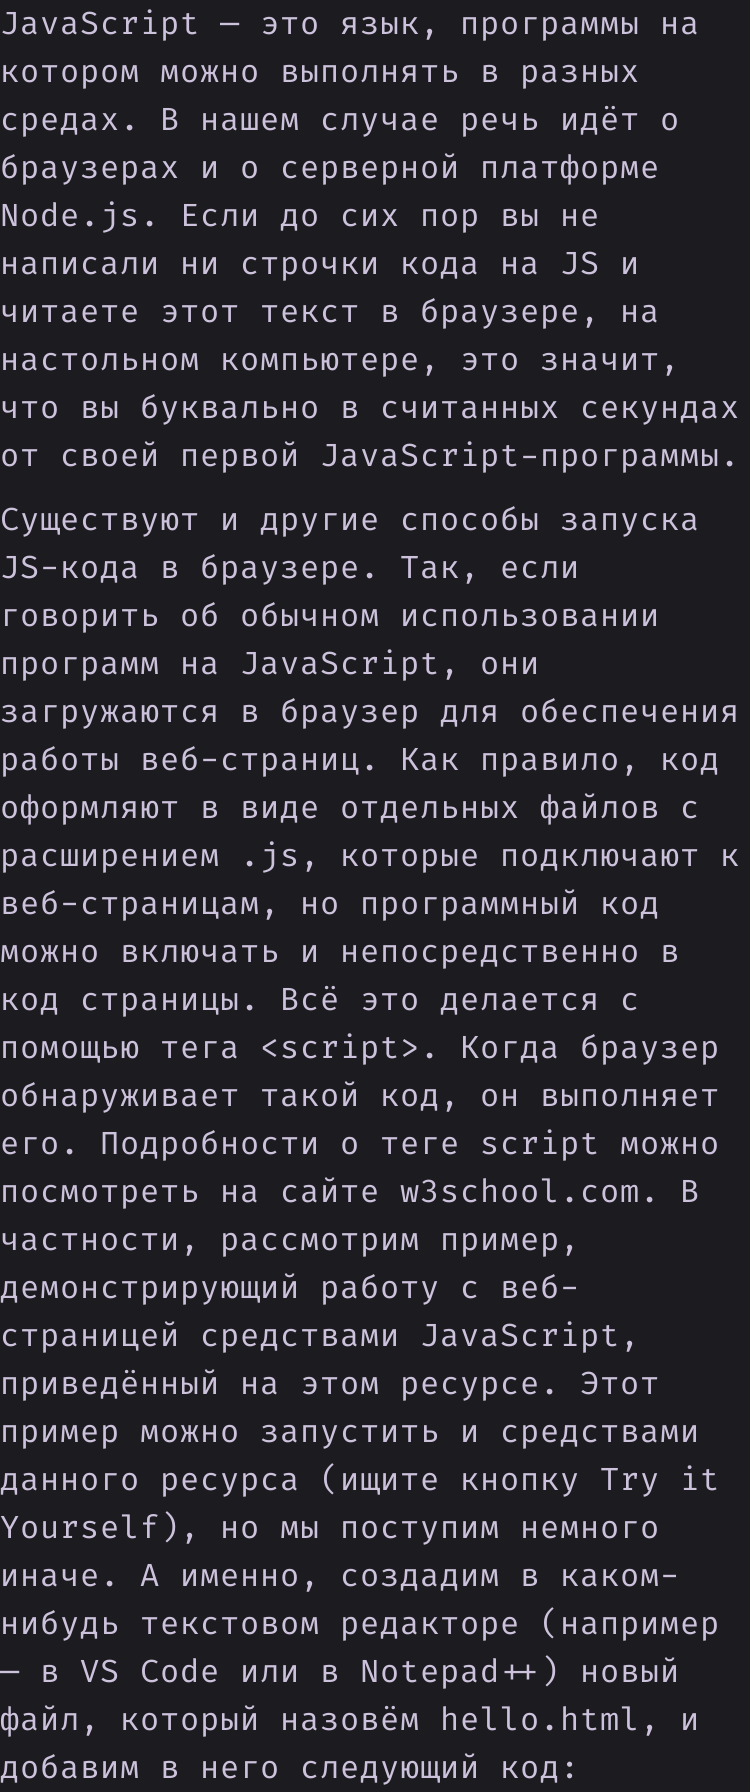 JavaScript — это язык, программы на
котором можно выполнять в разных
средах. В нашем случае речь идёт о
браузерах и о серверной платформе
Node.js. Если до сих пор вы не
написали ни строчки кода на JS и
читаете этот текст в браузере, на
настольном компьютере, это значит,
что вы буквально в считанных секундах
от своей первой JavaScript-программы.
Существуют и другие способы запуска
JS-кода в браузере. Так, если
говорить об обычном использовании
программ на JavaScript, они
загружаются в браузер для обеспечения
работы веб-страниц. Как правило, код
оформляют в виде отдельных файлов с
расширением .js, которые подключают к
веб-страницам, но программный код
можно включать и непосредственно в
код страницы. Всё это делается с
помощью тега <script>. Когда браузер
обнаруживает такой код, он выполняет
его. Подробности о теге script можно
посмотреть на сайте w3school.com. В
частности, рассмотрим пример,
демонстрирующий работу с веб-
страницей средствами JavaScript,
приведённый на этом ресурсе. Этот
пример можно запустить и средствами
данного ресурса (ищите кнопку Try it
Yourself), но мы поступим немного
иначе. А именно, создадим в каком-
нибудь текстовом редакторе (например
— в VS Code или в Notepad++) новый
файл, который назовём hello.html, и
добавим в него следующий код: